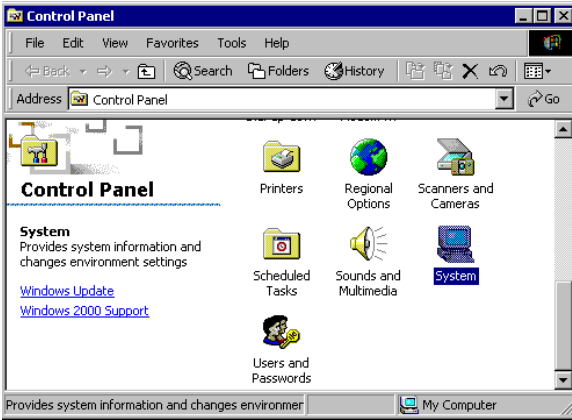 Control Panel
File Edit View Favorites Tools Help
Back Search Folders History
Address Control Panel Go
Control Panel
System
Provides system information and
changes environment settings
Windows Update
Windows 2000 Support
Printers
Regional
Options
Scanners and
Cameras
Scheduled
Tasks
Sounds and
Multimedia
System
Users and
Passwords
Provides system information and changes environmer
My Computer